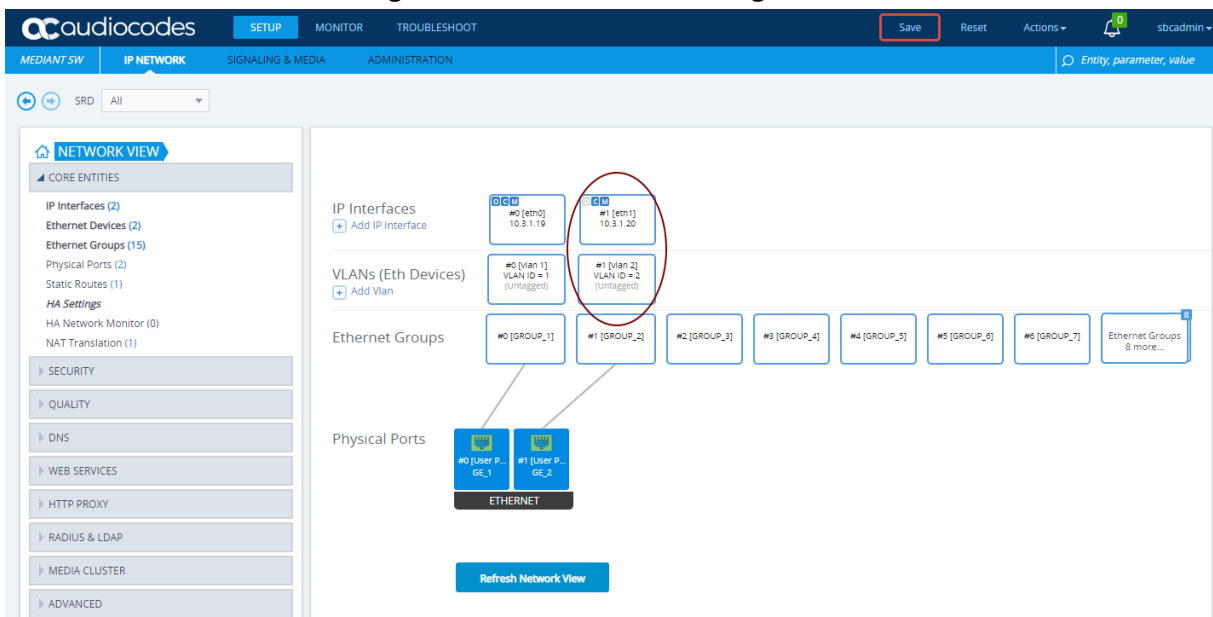 audiocodes SETUP MONITOR TROUBLESHOOT Save Reset Actions 0 sbcadmin
MEDIANT SW IP NETWORK SIGNALING & MEDIA ADMINISTRATION Entity, parameter, value
SRD All
NETWORK VIEW
CORE ENTITIES
IP Interfaces (2)
Ethernet Devices (2)
Ethernet Groups (15)
Physical Ports (2)
Static Routes (1)
HA Settings
HA Network Monitor (0)
NAT Translation (1)
SECURITY
QUALITY
DNS
WEB SERVICES
HTTP PROXY
RADIUS & LDAP
MEDIA CLUSTER
ADVANCED
IP Interfaces
+ Add IP Interface
O C M
#0 [eth0]
10.3.1.19
C M
#1 [eth1]
10.3.1.20
VLANs (Eth Devices)
+ Add Vlan
#0 [vlan 1]
VLAN ID = 1
(Untagged)
#1 [vlan 2]
VLAN ID = 2
(Untagged)
Ethernet Groups
#0 [GROUP_1]
#1 [GROUP_2]
#2 [GROUP_3]
#3 [GROUP_4]
#4 [GROUP_5]
#5 [GROUP_6]
#6 [GROUP_7]
8
Ethernet Groups
8 more...
Physical Ports
#0 [User P...
GE_1
#1 [User P...
GE_2
ETHERNET
Refresh Network View